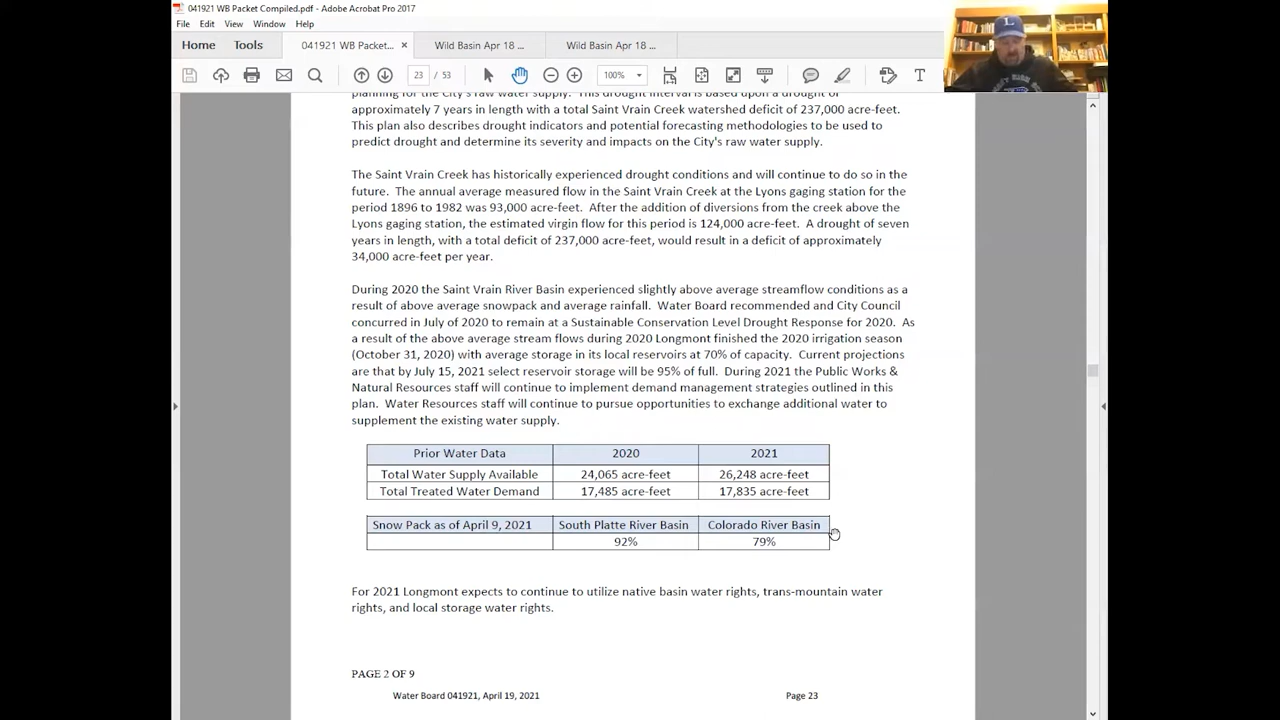 041921 WB Packet Compiled.pdf - Adobe Acrobat Pro 2017
File Edit View Window Help
Home Tools 041921 WB Packet... × Wild Basin Apr 18 ... Wild Basin Apr 18 ...
23 / 53 100%
L
planning for the City's raw water supply. This drought interval is based upon a drought of
approximately 7 years in length with a total Saint Vrain Creek watershed deficit of 237,000 acre-feet.
This plan also describes drought indicators and potential forecasting methodologies to be used to
predict drought and determine its severity and impacts on the City's raw water supply.
The Saint Vrain Creek has historically experienced drought conditions and will continue to do so in the
future. The annual average measured flow in the Saint Vrain Creek at the Lyons gaging station for the
period 1896 to 1982 was 93,000 acre-feet. After the addition of diversions from the creek above the
Lyons gaging station, the estimated virgin flow for this period is 124,000 acre-feet. A drought of seven
years in length, with a total deficit of 237,000 acre-feet, would result in a deficit of approximately
34,000 acre-feet per year.
During 2020 the Saint Vrain River Basin experienced slightly above average streamflow conditions as a
result of above average snowpack and average rainfall. Water Board recommended and City Council
concurred in July of 2020 to remain at a Sustainable Conservation Level Drought Response for 2020. As
a result of the above average stream flows during 2020 Longmont finished the 2020 irrigation season
(October 31, 2020) with average storage in its local reservoirs at 70% of capacity. Current projections
are that by July 15, 2021 select reservoir storage will be 95% of full. During 2021 the Public Works &
Natural Resources staff will continue to implement demand management strategies outlined in this
plan. Water Resources staff will continue to pursue opportunities to exchange additional water to
supplement the existing water supply.
Prior Water Data 2020 2021
Total Water Supply Available 24,065 acre-feet 26,248 acre-feet
Total Treated Water Demand 17,485 acre-feet 17,835 acre-feet
Snow Pack as of April 9, 2021 South Platte River Basin Colorado River Basin
92% 79%
For 2021 Longmont expects to continue to utilize native basin water rights, trans-mountain water
rights, and local storage water rights.
PAGE 2 OF 9
Water Board 041921, April 19, 2021 Page 23